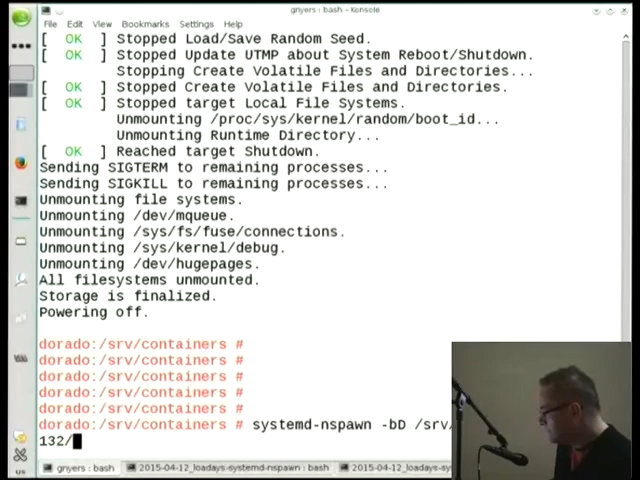 gnyers : bash – Konsole
File Edit View Bookmarks Settings Help
[ OK ] Stopped Load/Save Random Seed.
[ OK ] Stopped Update UTMP about System Reboot/Shutdown.
Stopping Create Volatile Files and Directories...
[ OK ] Stopped Create Volatile Files and Directories.
[ OK ] Stopped target Local File Systems.
Unmounting /proc/sys/kernel/random/boot_id...
Unmounting Runtime Directory...
[ OK ] Reached target Shutdown.
Sending SIGTERM to remaining processes...
Sending SIGKILL to remaining processes...
Unmounting file systems.
Unmounting /dev/mqueue.
Unmounting /sys/fs/fuse/connections.
Unmounting /sys/kernel/debug.
Unmounting /dev/hugepages.
All filesystems unmounted.
Storage is finalized.
Powering off.
dorado:/srv/containers #
dorado:/srv/containers #
dorado:/srv/containers #
dorado:/srv/containers #
dorado:/srv/containers #
dorado:/srv/containers # systemd-nspawn -bD /srv/
132/
gnyers : bash 2015-04-12_loadays-systemd-nspawn : bash 2015-04-12_loadays-sy
us